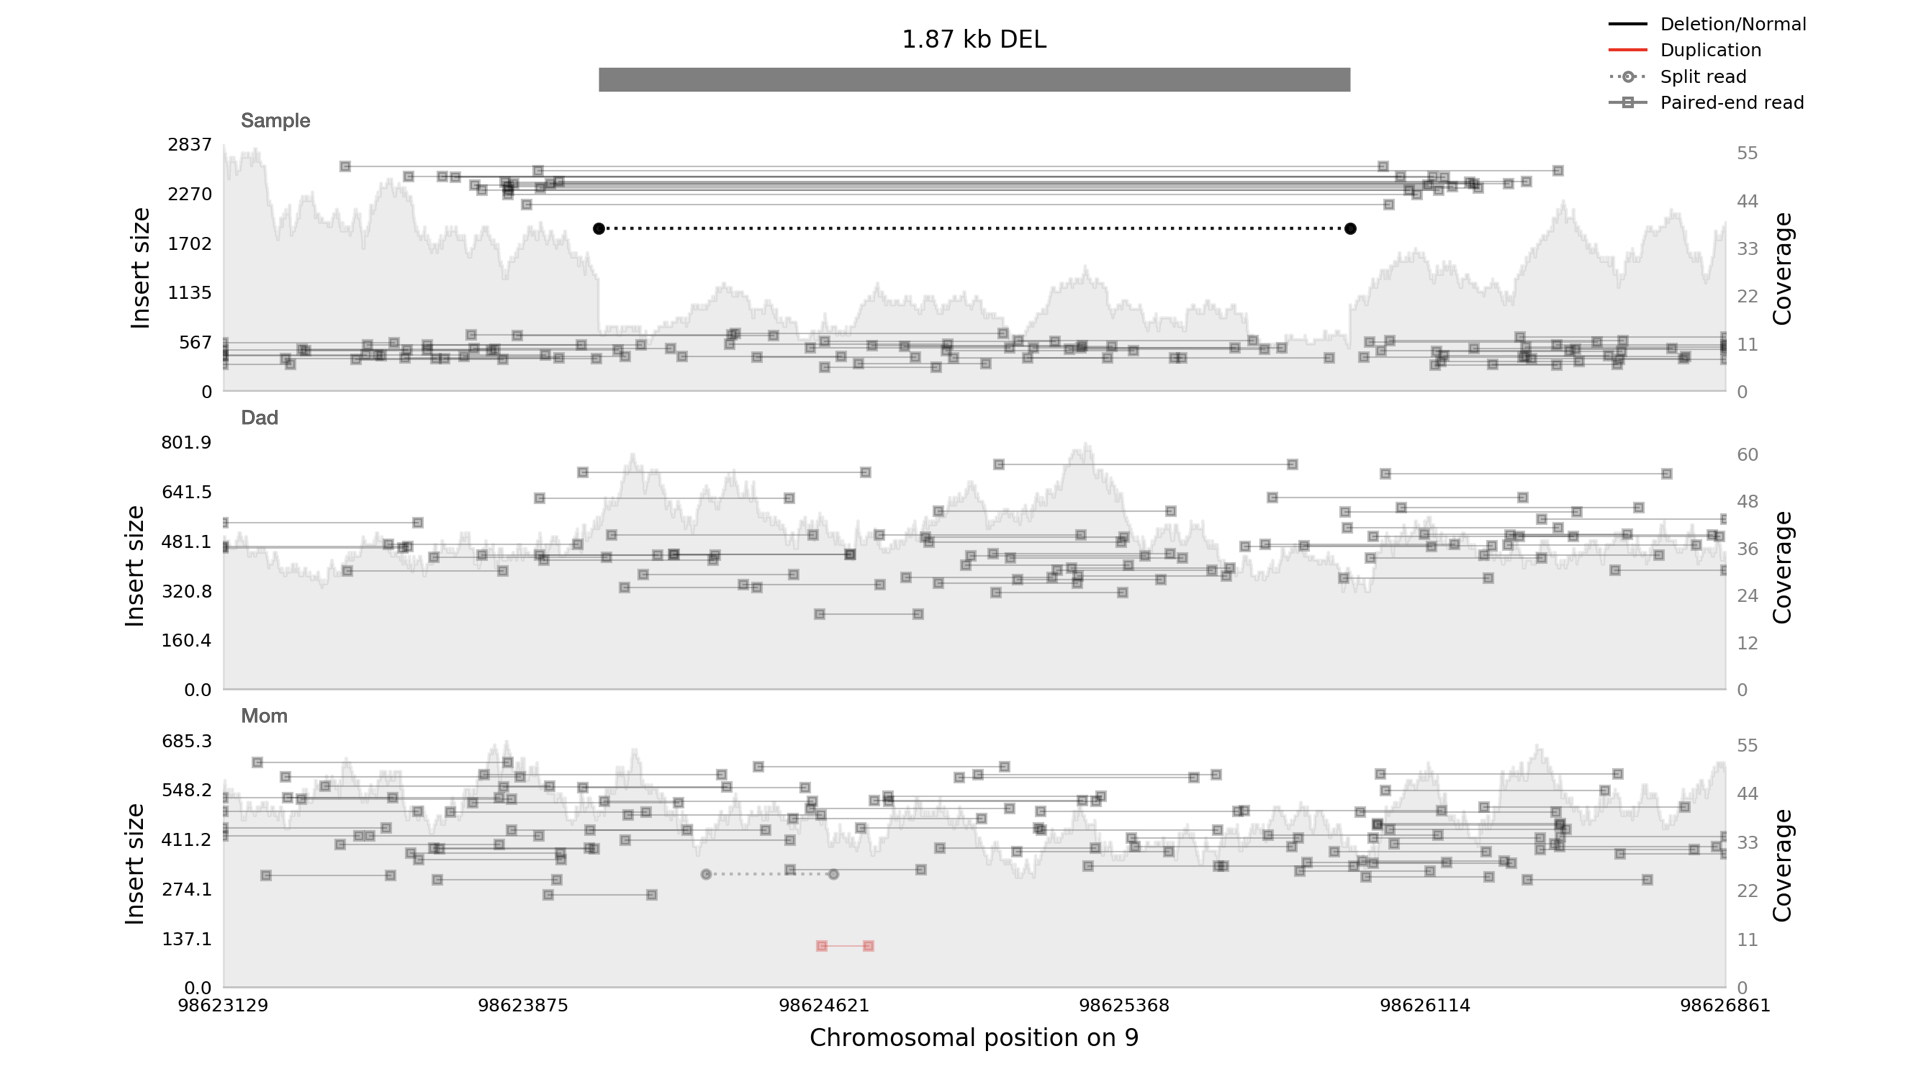 1.87 kb DEL
Deletion/Normal
Duplication
Split read
Paired-end read
Sample
Insert size
2837
2270
1702
1135
567
0
55
44
33
22
11
0
Coverage
Dad
Insert size
801.9
641.5
481.1
320.8
160.4
0.0
60
48
36
24
12
0
Coverage
Mom
Insert size
685.3
548.2
411.2
274.1
137.1
0.0
55
44
33
22
11
0
Coverage
98623129 98623875 98624621 98625368 98626114 98626861
Chromosomal position on 9